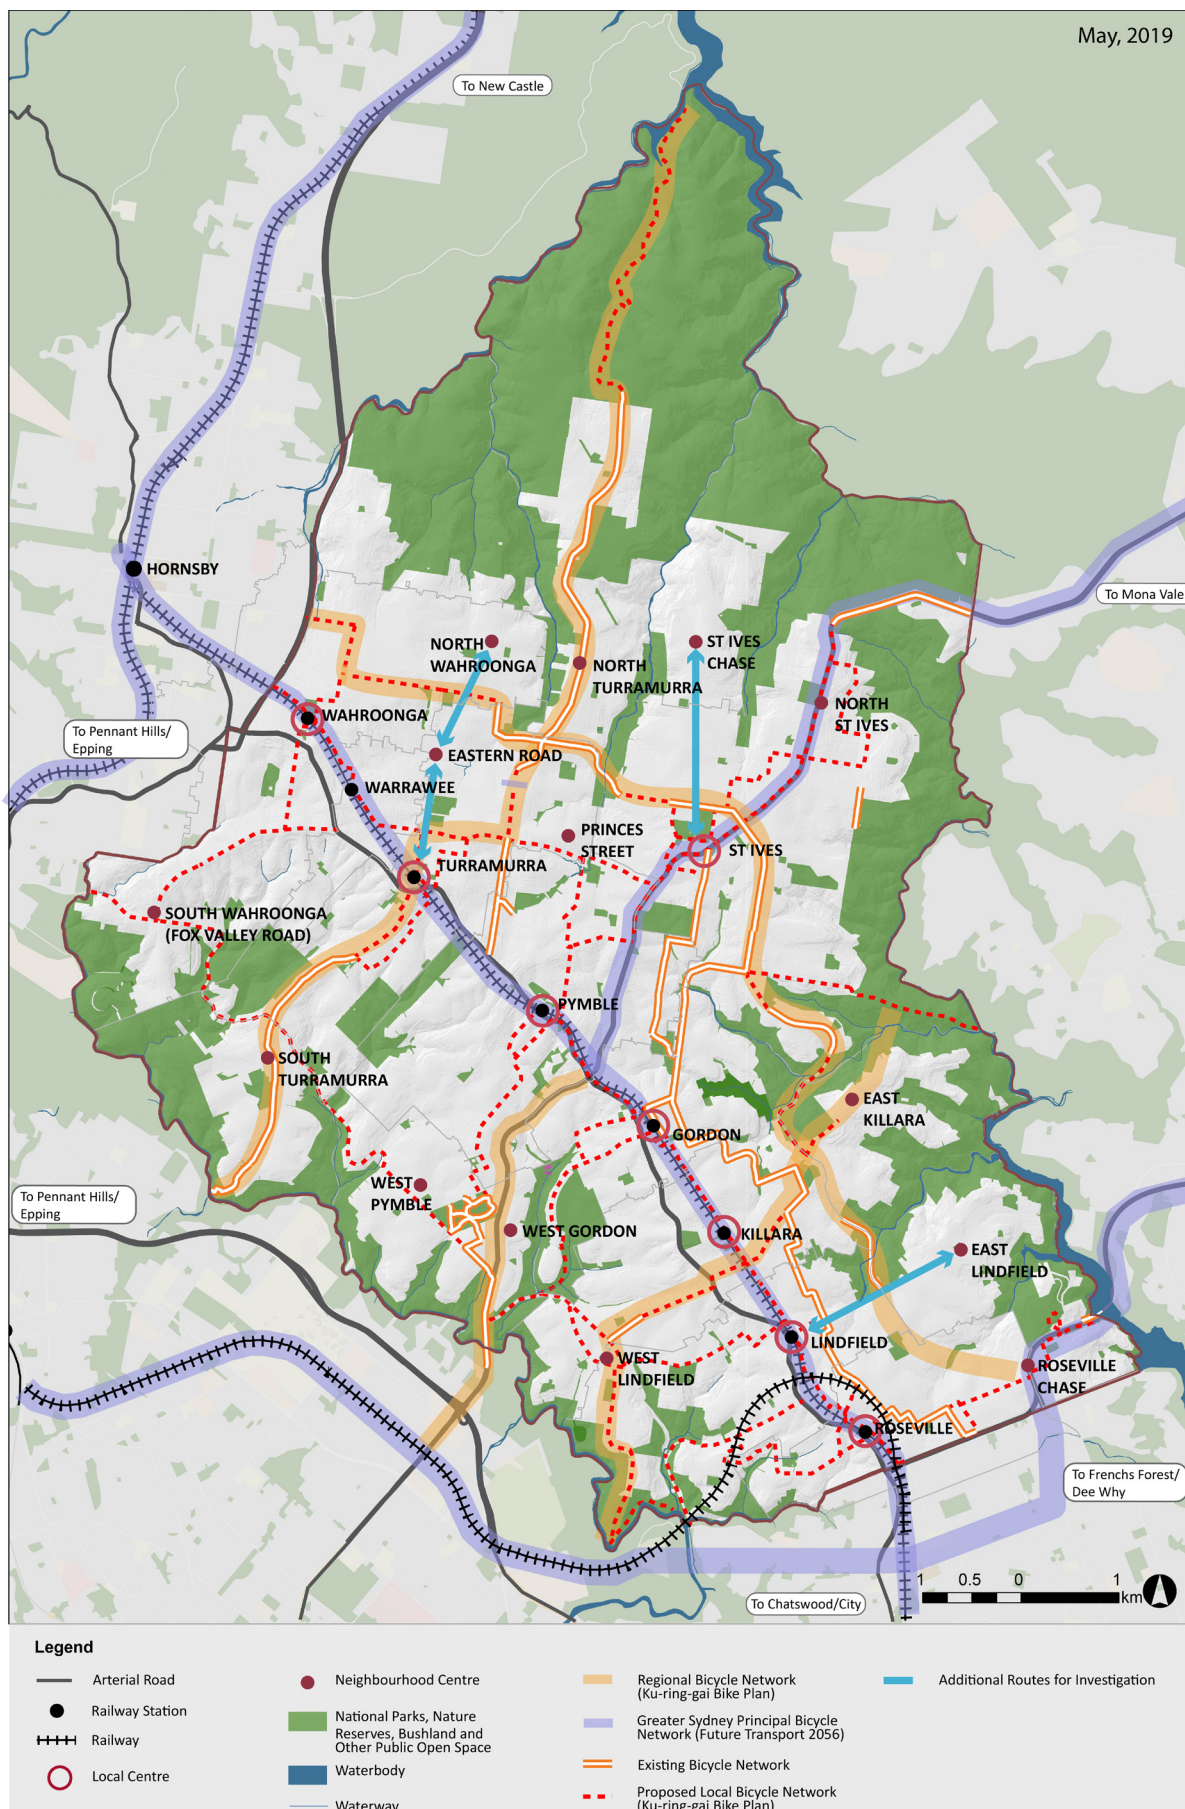 May, 2019
To New Castle
HORNSBY
To Mona Vale
NORTH
WAHROONGA
NORTH
TURRAMURRA
ST IVES
CHASE
NORTH
ST IVES
WAHROONGA
To Pennant Hills/
Epping
EASTERN ROAD
WARRAWEE
PRINCES
STREET
ST IVES
TURRAMURRA
SOUTH WAHROONGA
(FOX VALLEY ROAD)
PYMBLE
SOUTH
TURRAMURRA
EAST
KILLARA
GORDON
To Pennant Hills/
Epping
WEST
PYMBLE
WEST GORDON
KILLARA
EAST
LINDFIELD
LINDFIELD
WEST
LINDFIELD
ROSEVILLE
CHASE
ROSEVILLE
To Frenchs Forest/
Dee Why
To Chatswood/City
1 0.5 0 1
km
Legend
Arterial Road
Railway Station
Railway
Local Centre
Neighbourhood Centre
National Parks, Nature
Reserves, Bushland and
Other Public Open Space
Waterbody
Waterway
Regional Bicycle Network
(Ku-ring-gai Bike Plan)
Greater Sydney Principal Bicycle
Network (Future Transport 2056)
Existing Bicycle Network
Proposed Local Bicycle Network
(Ku-ring-gai Bike Plan)
Additional Routes for Investigation